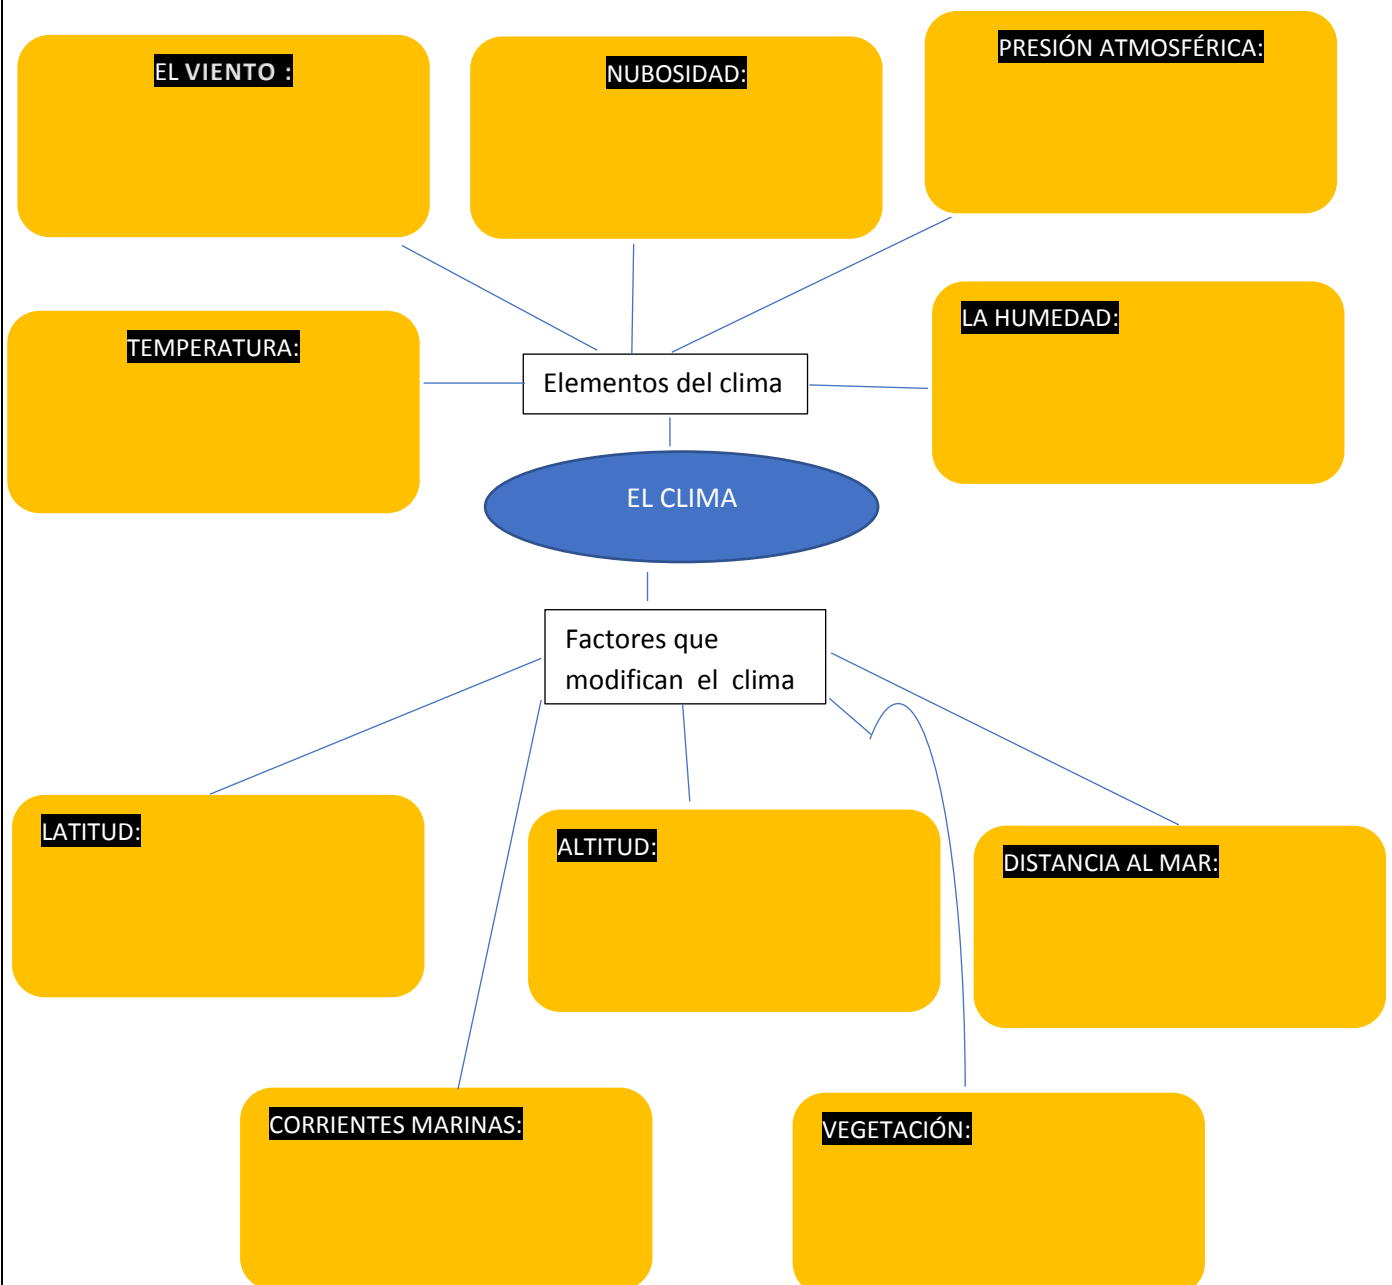 EL VIENTO :
NUBOSIDAD:
PRESIÓN ATMOSFÉRICA:
TEMPERATURA:
LA HUMEDAD:
Elementos del clima
EL CLIMA
Factores que
modifican el clima
LATITUD:
ALTITUD:
DISTANCIA AL MAR:
CORRIENTES MARINAS:
VEGETACIÓN: